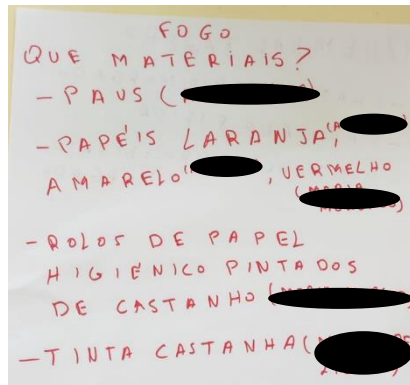 FOGO
QUE MATERIAIS?
- PAUS (
- PAPÉIS LARANJA,
AMARELO , VERMELHO
- ROLOS DE PAPEL
HIGIÉNICO PINTADOS
DE CASTANHO (
- TINTA CASTANHA (